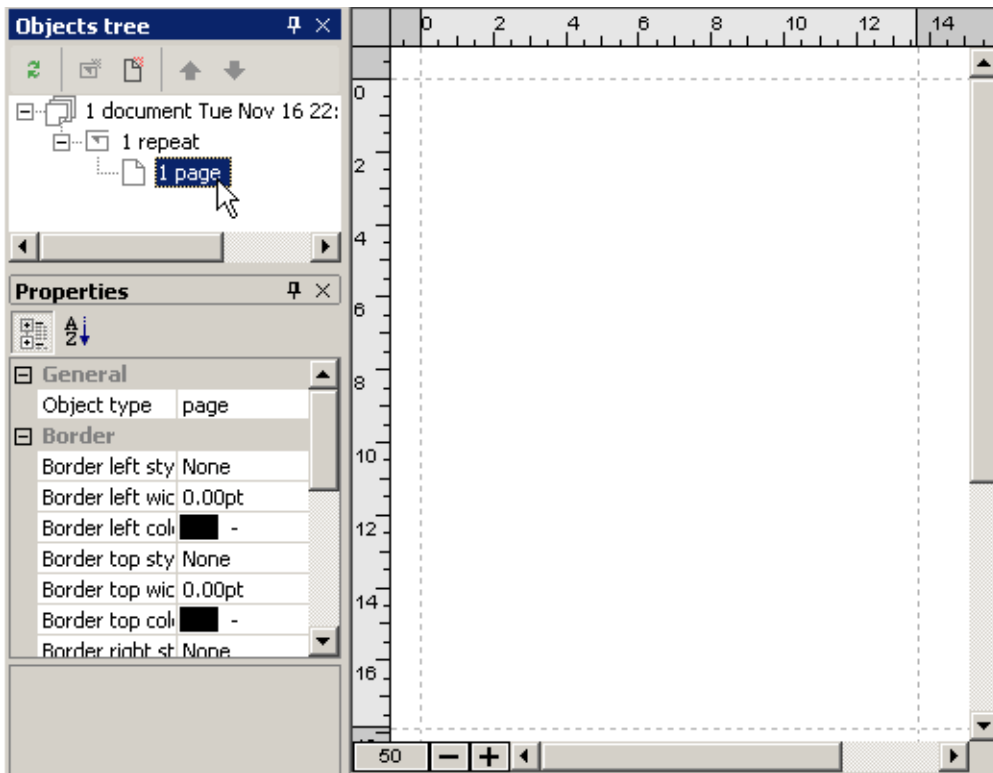 Objects tree
1 document Tue Nov 16 22:
1 repeat
1 page
Properties
A
Z
General
Object type page
Border
Border left sty None
Border left wic 0.00pt
Border left col -
Border top sty None
Border top wic 0.00pt
Border top col -
Border right st None
0 2 4 6 8 10 12 14
0
2
4
6
8
10
12
14
16
50